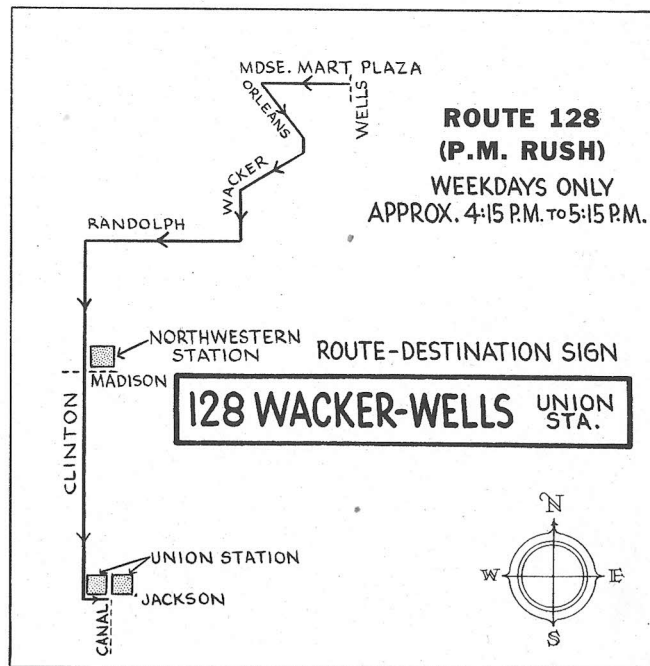 MDSE. MART PLAZA
ORLEANS
WELLS
ROUTE 128
(P.M. RUSH)
WEEKDAYS ONLY
APPROX. 4:15 P.M. TO 5:15 P.M.
WACKER
RANDOLPH
NORTHWESTERN
STATION
MADISON
ROUTE-DESTINATION SIGN
128 WACKER-WELLS UNION
STA.
CLINTON
UNION STATION
JACKSON
CANAL
N
W E
S